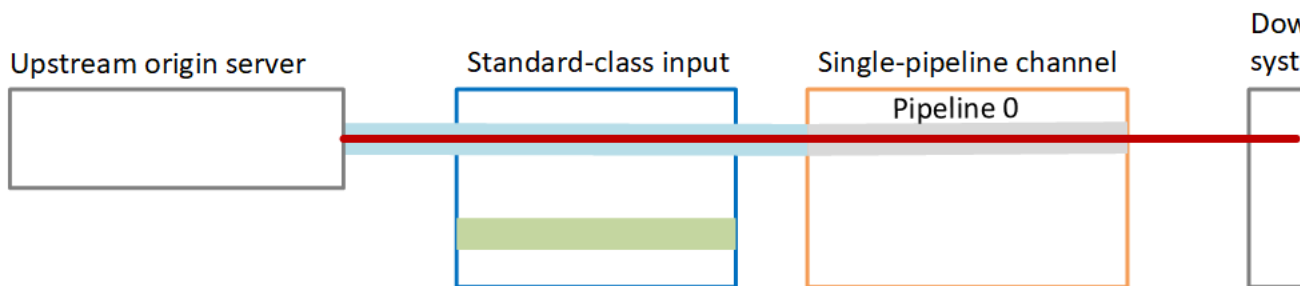 Upstream origin server
Standard-class input
Single-pipeline channel
Pipeline 0